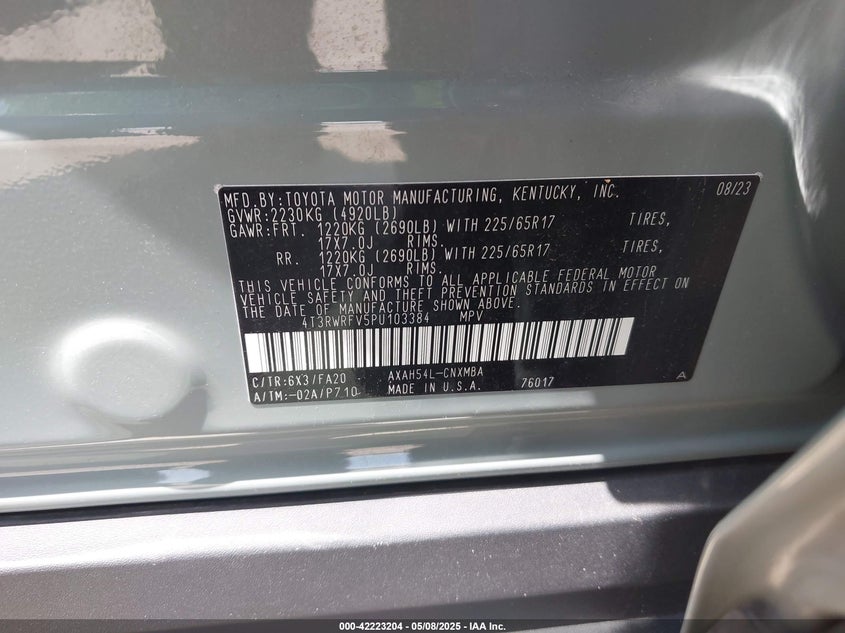 MFD.BY:TOYOTA MOTOR MANUFACTURING, KENTUCKY, INC. 08/23
GVWR:2230KG (4920LB)
GAWR:FRT. 1220KG (2690LB) WITH 225/65R17 TIRES,
17X7.0J RIMS.
RR. 1220KG (2690LB) WITH 225/65R17 TIRES,
17X7.0J RIMS.
THIS VEHICLE CONFORMS TO ALL APPLICABLE FEDERAL MOTOR
VEHICLE SAFETY AND THEFT PREVENTION STANDARDS IN EFFECT ON
THE DATE OF MANUFACTURE SHOWN ABOVE.
4T3RWRFV5PU103384 MPV
C/TR:6X3/FA20 AXAH54L-CNXMBA
A/TM:-02A/P710 MADE IN U.S.A. 76017 A
000-42223204 - 05/08/2025 - IAA Inc.